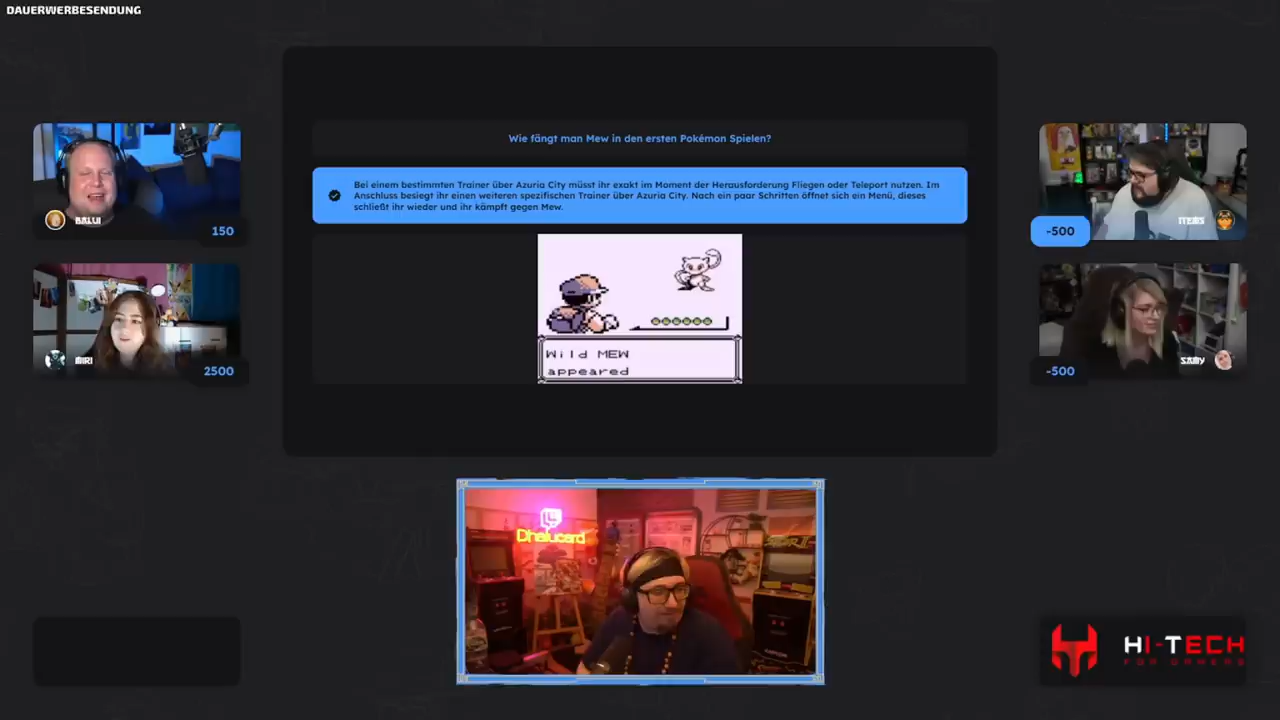 DAUERWERBESENDUNG
Wie fängt man Mew in den ersten Pokémon Spielen?
Bei einem bestimmten Trainer über Azuria City müsst ihr exakt im Moment der Herausforderung Fliegen oder Teleport nutzen. Im
Anschluss besiegt ihr einen weiteren spezifischen Trainer über Azuria City. Nach ein paar Schritten öffnet sich ein Menü, dieses
schließt ihr wieder und ihr kämpft gegen Mew.
BALUI
150
-500
Wild MEW
appeared
MIRI
2500
-500
Dhalucard
HI-TECH
FOR GAMERS